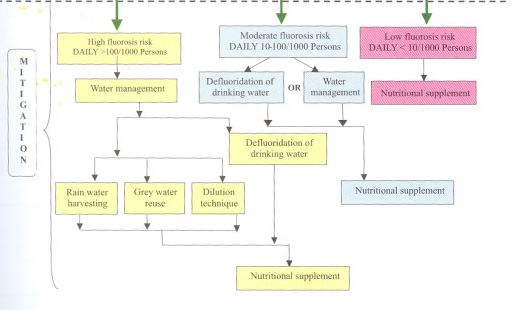 MITIGATION
High fluorosis risk
DAILY >100/1000 Persons
Moderate fluorosis risk
DAILY 10-100/1000 Persons
Low fluorosis risk
DAILY < 10/1000 Persons
Water management
Defluoridation of
drinking water
OR
Water
management
Nutritional supplement
Defluoridation of
drinking water
Rain water
harvesting
Grey water
reuse
Dilution
technique
Nutritional supplement
Nutritional supplement